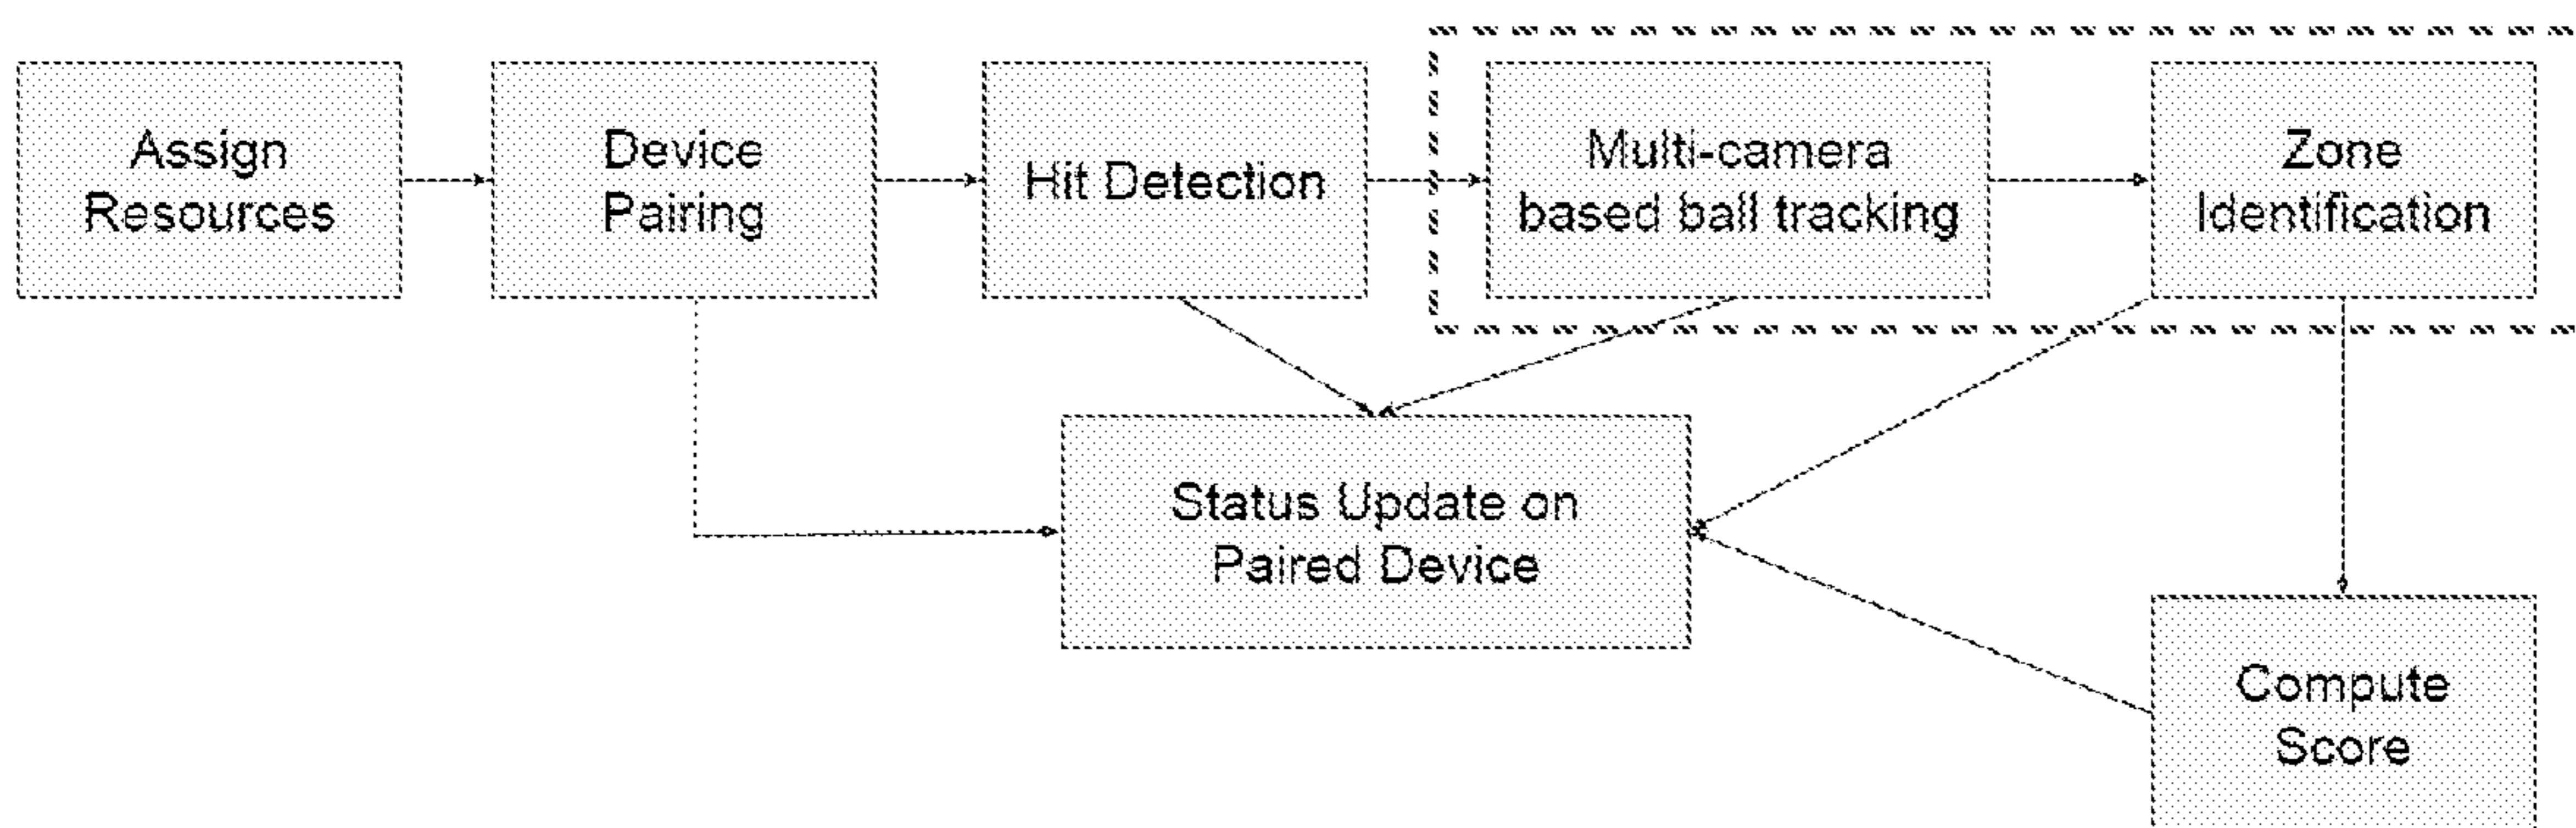 Assign
Resources
Device
Pairing
Hit Detection
Multi-camera
based ball tracking
Zone
Identification
Status Update on
Paired Device
Compute
Score